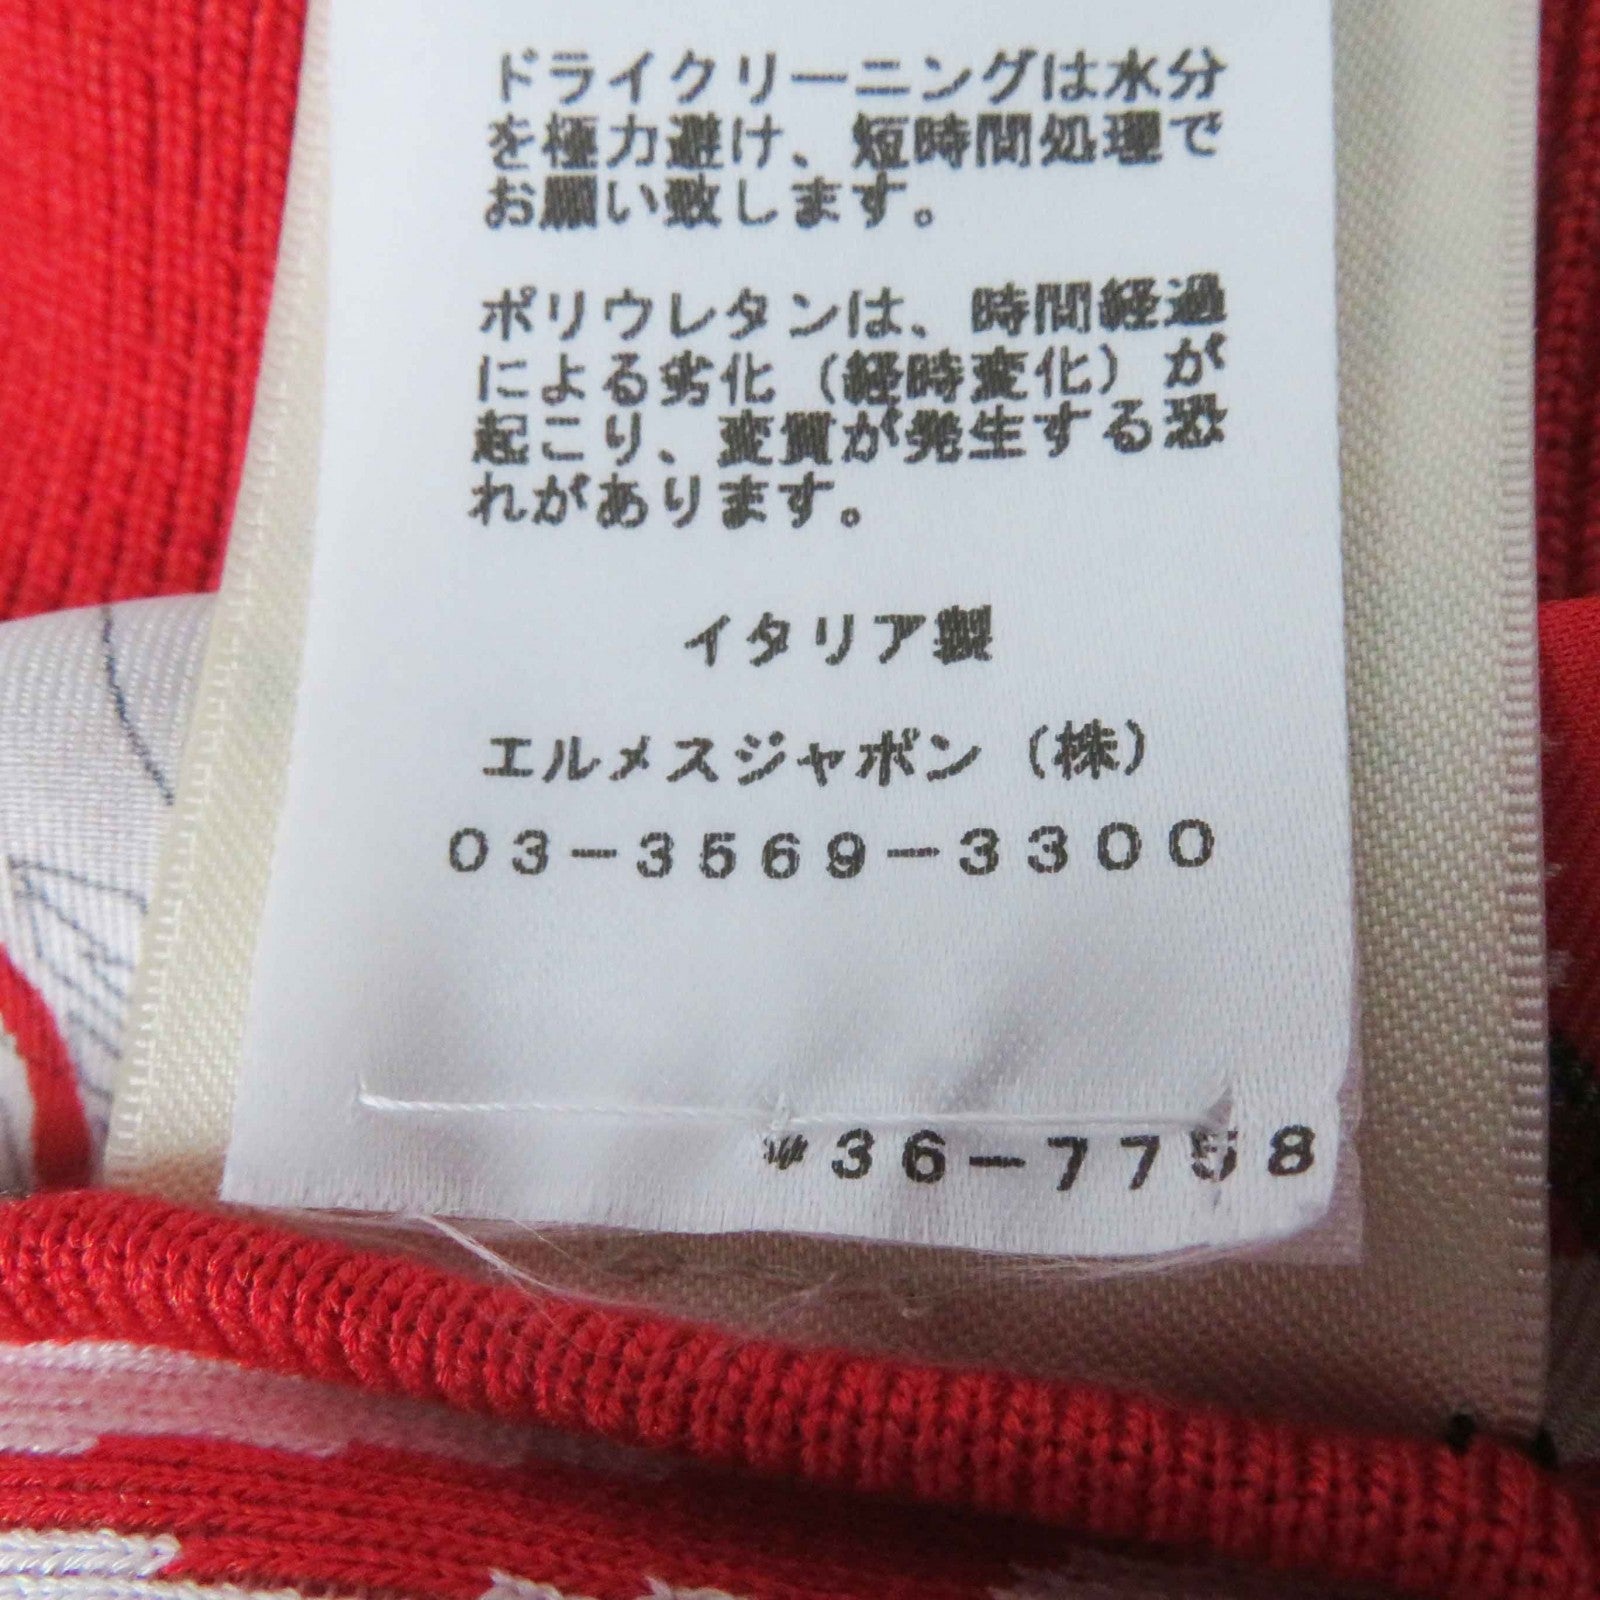 ドライクリーニングは水分
を極力避け、短時間処理で
お願い致します。
ポリウレタンは、時間経過
による劣化（経時変化）が
起こり、変質が発生する恐
れがあります。
イタリア製
エルメスジャポン（株）
03-3569-3300
#36-7758